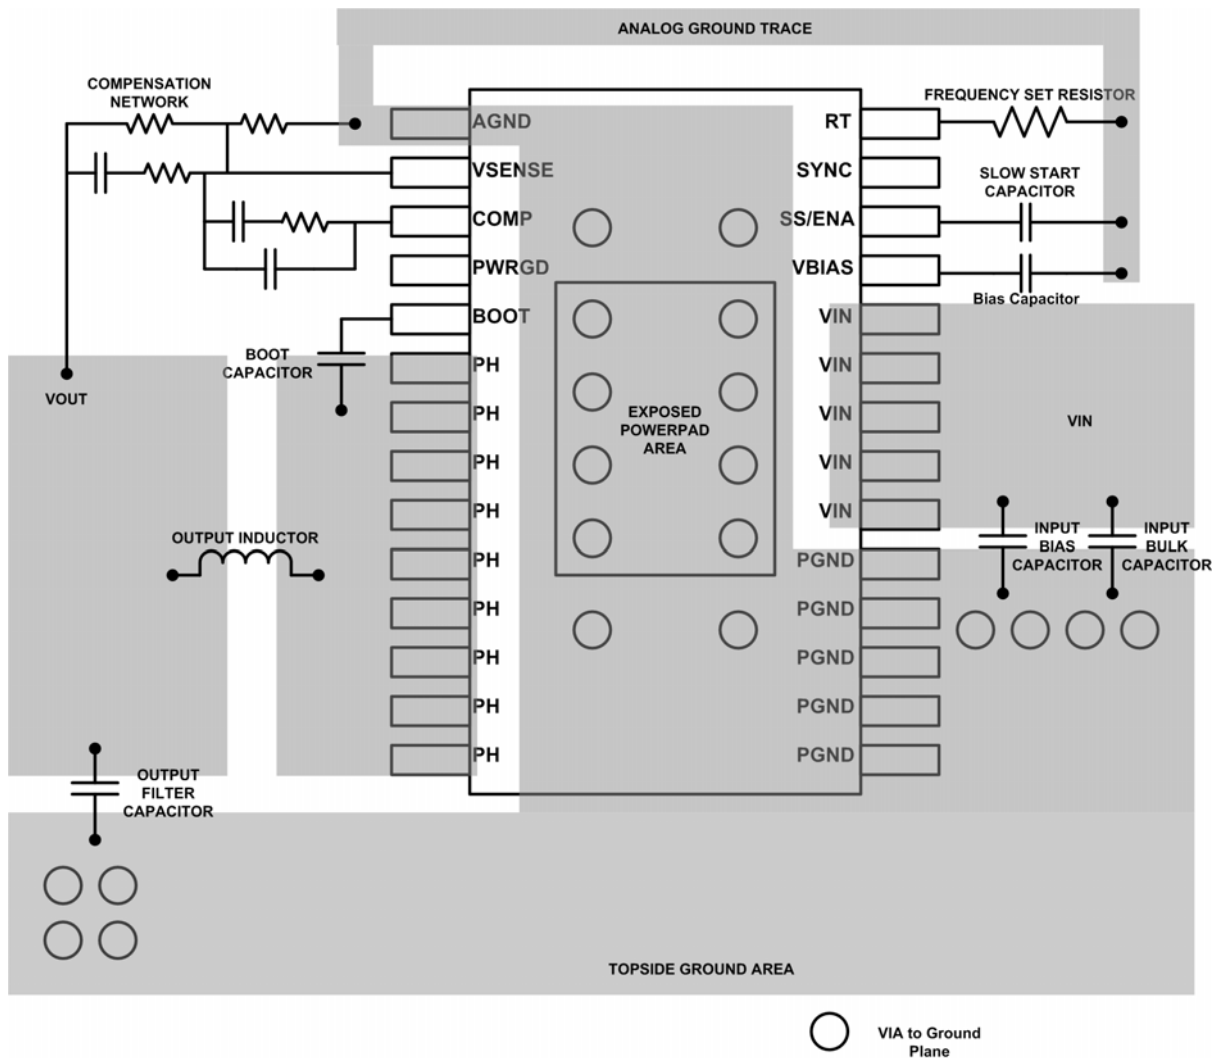 ANALOG GROUND TRACE
COMPENSATION
NETWORK
FREQUENCY SET RESISTOR
AGND
RT
VSENSE
SYNC
SLOW START
CAPACITOR
COMP
SS/ENA
PWRGD
VBIAS
Bias Capacitor
BOOT
VIN
BOOT
CAPACITOR
PH
VIN
VOUT
PH
EXPOSED
POWERPAD
AREA
VIN
VIN
PH
VIN
PH
VIN
OUTPUT INDUCTOR
INPUT
BIAS
CAPACITOR
INPUT
BULK
CAPACITOR
PH
PGND
PH
PGND
PH
PGND
PH
PGND
PH
PGND
OUTPUT
FILTER
CAPACITOR
TOPSIDE GROUND AREA
VIA to Ground
Plane